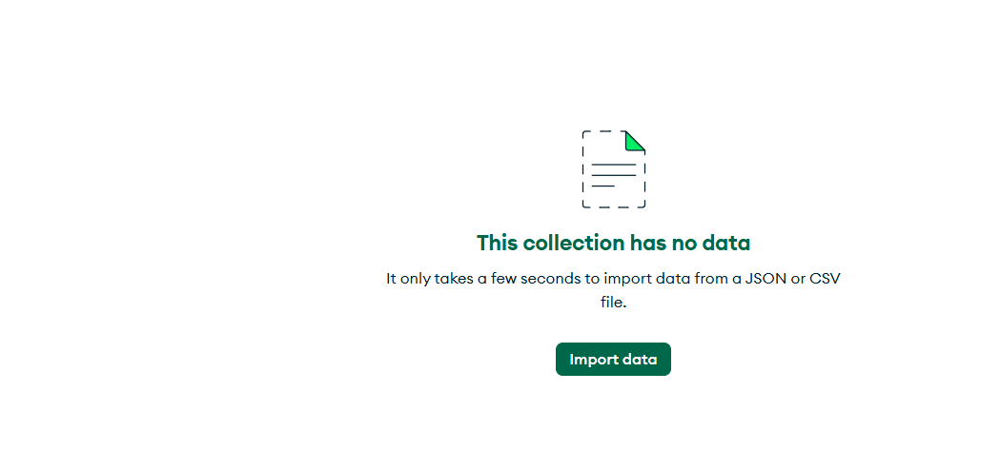 This collection has no data
It only takes a few seconds to import data from a JSON or CSV
file.
Import data